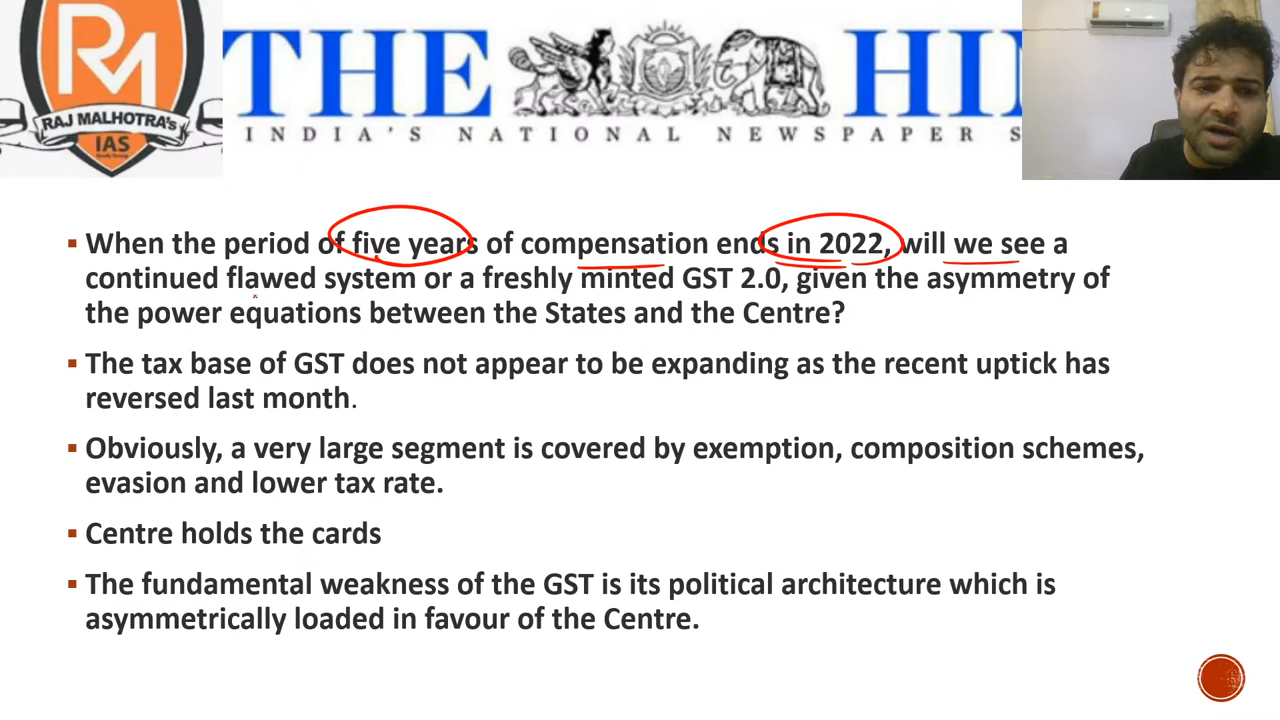 RM
RAJ MALHOTRA'S
IAS
THE HI
INDIA'S NATIONAL NEWSPAPER S
When the period of five years of compensation ends in 2022, will we see a
continued flawed system or a freshly minted GST 2.0, given the asymmetry of
the power equations between the States and the Centre?
The tax base of GST does not appear to be expanding as the recent uptick has
reversed last month.
Obviously, a very large segment is covered by exemption, composition schemes,
evasion and lower tax rate.
Centre holds the cards
The fundamental weakness of the GST is its political architecture which is
asymmetrically loaded in favour of the Centre.